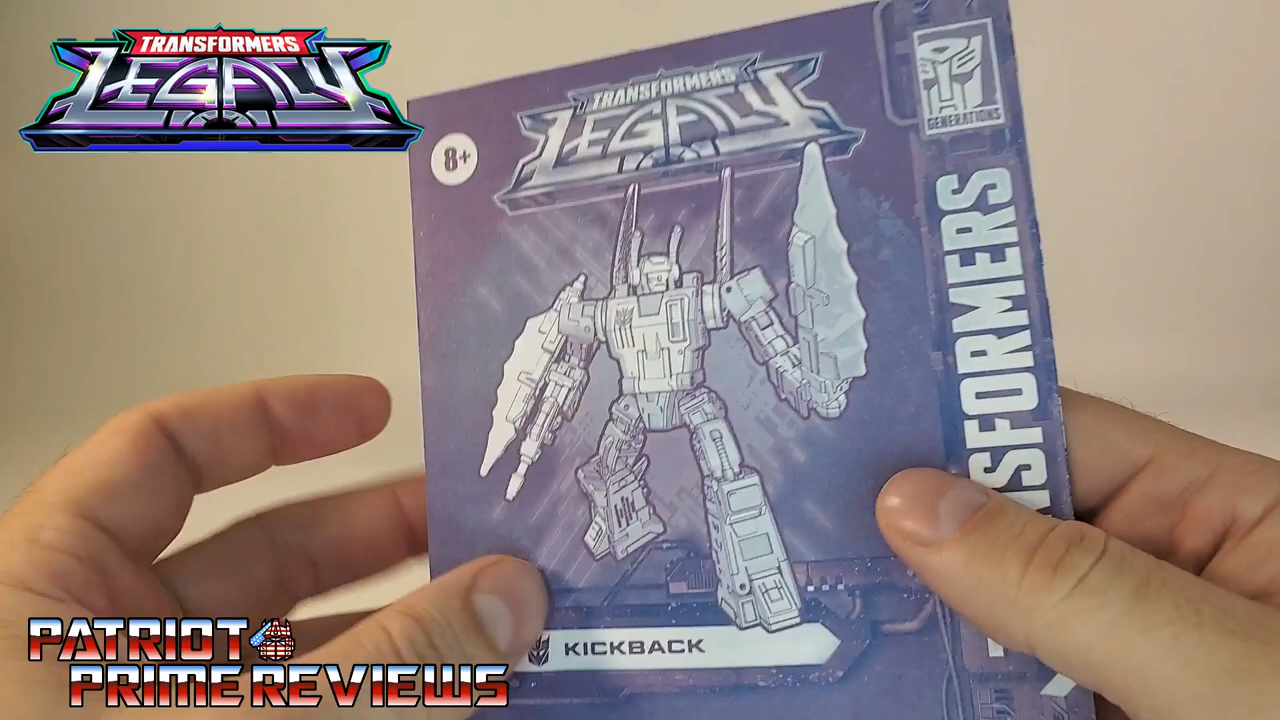 TRANSFORMERS
LEGACY
8+
TRANSFORMERS
LEGACY
GENERATIONS
TRANSFORMERS
KICKBACK
PATRIOT
PRIME REVIEWS